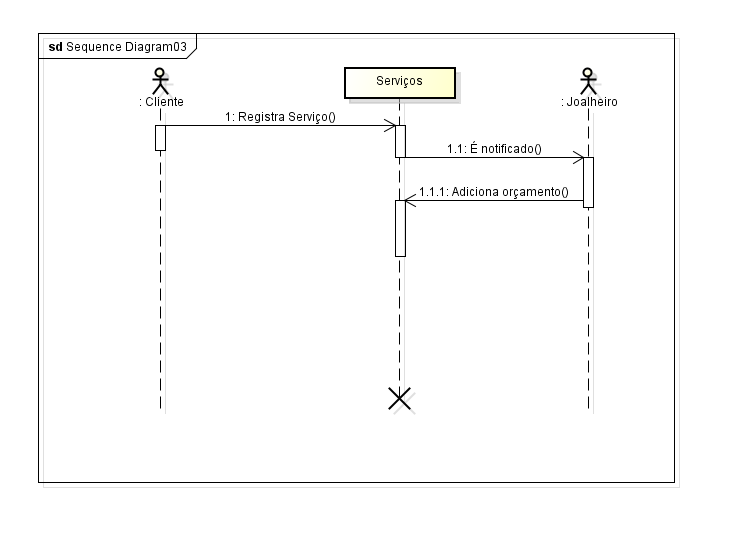 sd Sequence Diagram03
: Cliente
Serviços
: Joalheiro
1: Registra Serviço()
1.1: É notificado()
1.1.1: Adiciona orçamento()